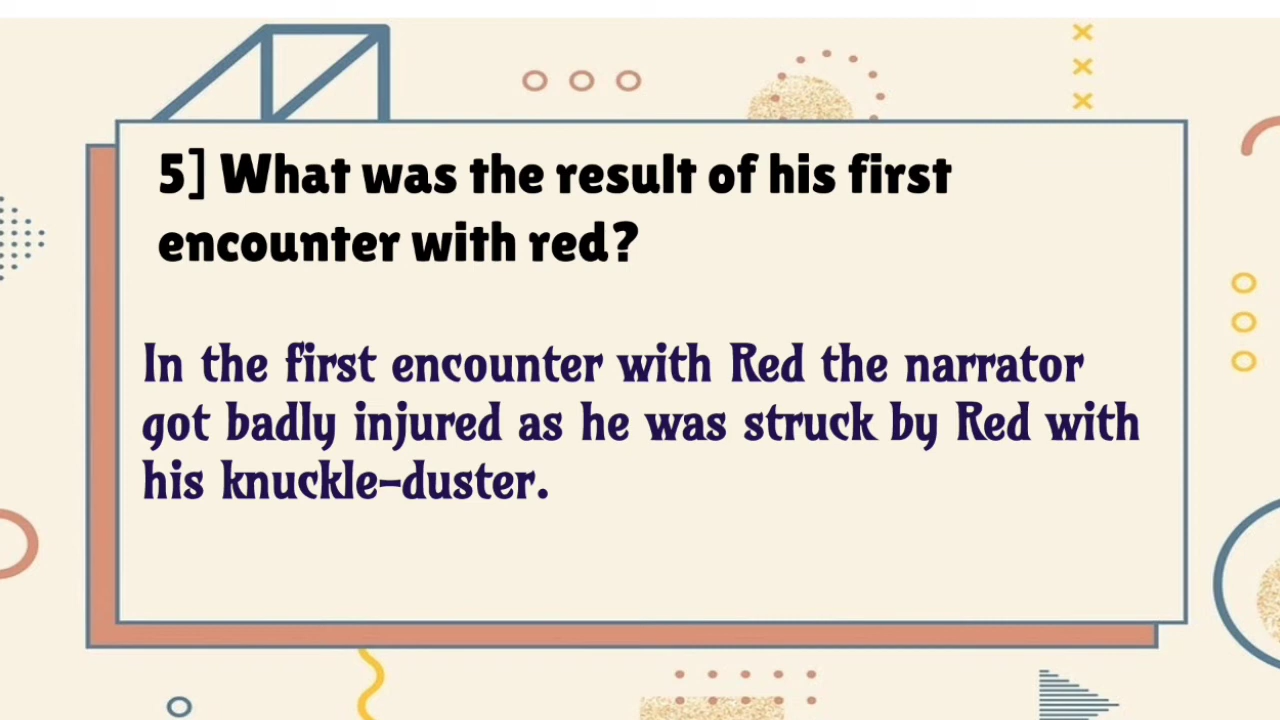 5] What was the result of his first
encounter with red?
In the first encounter with Red the narrator
got badly injured as he was struck by Red with
his knuckle-duster.